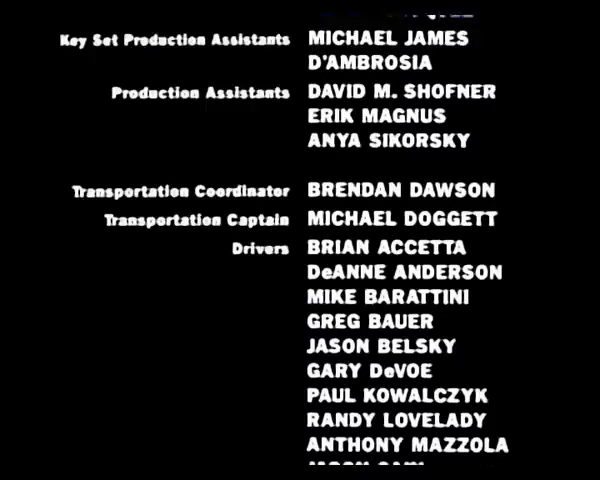 Key Set Production Assistants MICHAEL JAMES
D'AMBROSIA
Production Assistants DAVID M. SHOFNER
ERIK MAGNUS
ANYA SIKORSKY
Transportation Coordinator BRENDAN DAWSON
Transportation Captain MICHAEL DOGGETT
Drivers BRIAN ACCETTA
DeANNE ANDERSON
MIKE BARATTINI
GREG BAUER
JASON BELSKY
GARY DeVOE
PAUL KOWALCZYK
RANDY LOVELADY
ANTHONY MAZZOLA